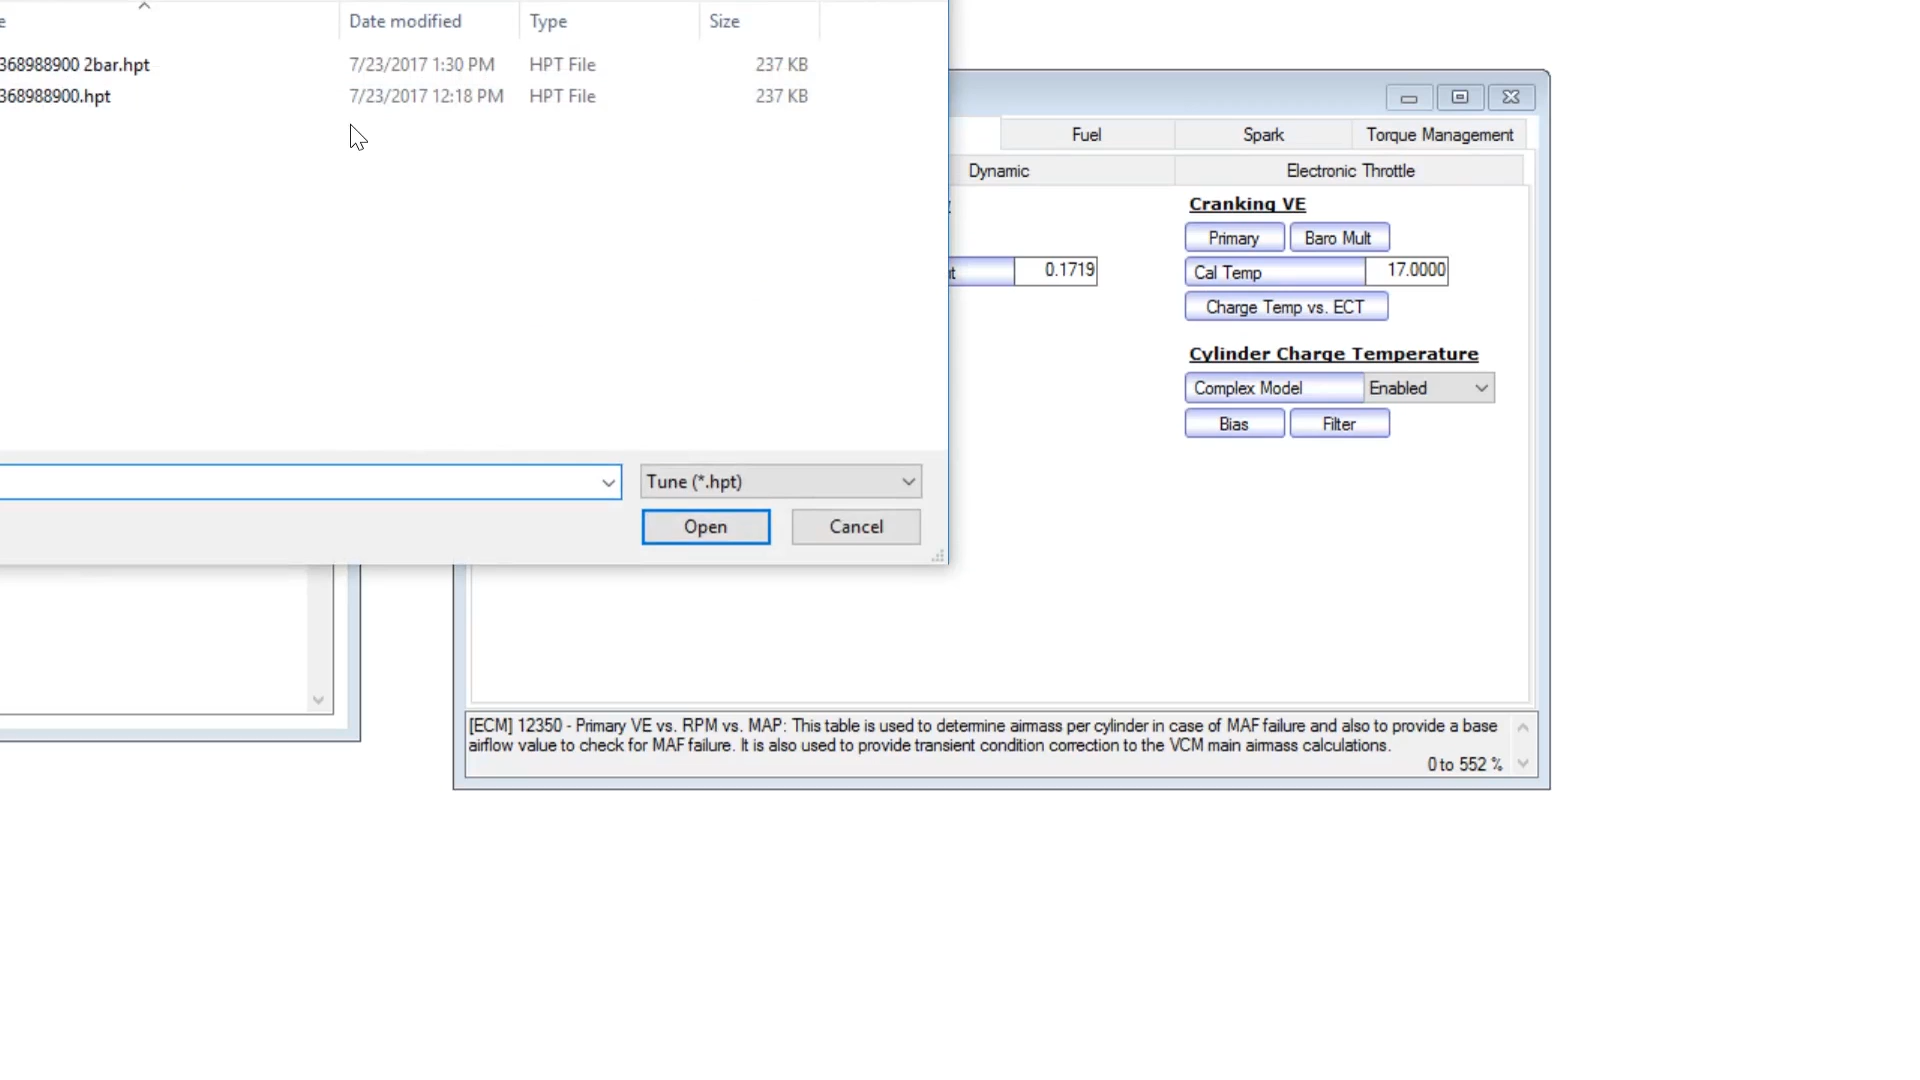 e Date modified Type Size
368988900 2bar.hpt 7/23/2017 1:30 PM HPT File 237 KB
368988900.hpt 7/23/2017 12:18 PM HPT File 237 KB
Tune (*.hpt)
Open Cancel
Fuel Spark Torque Management
Dynamic Electronic Throttle
Cranking VE
Primary Baro Mult
t 0.1719
Cal Temp 17.0000
Charge Temp vs. ECT
Cylinder Charge Temperature
Complex Model Enabled
Bias Filter
[ECM] 12350 - Primary VE vs. RPM vs. MAP: This table is used to determine airmass per cylinder in case of MAF failure and also to provide a base
airflow value to check for MAF failure. It is also used to provide transient condition correction to the VCM main airmass calculations.
0 to 552 %